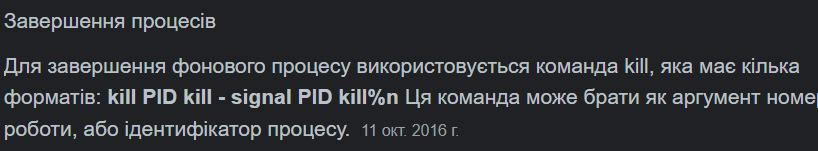 Завершення процесів
Для завершення фонового процесу використовується команда kill, яка має кілька
форматів: kill PID kill - signal PID kill%n Ця команда може брати як аргумент
роботи, або ідентифікатор процесу. 11 окт. 2016 г.